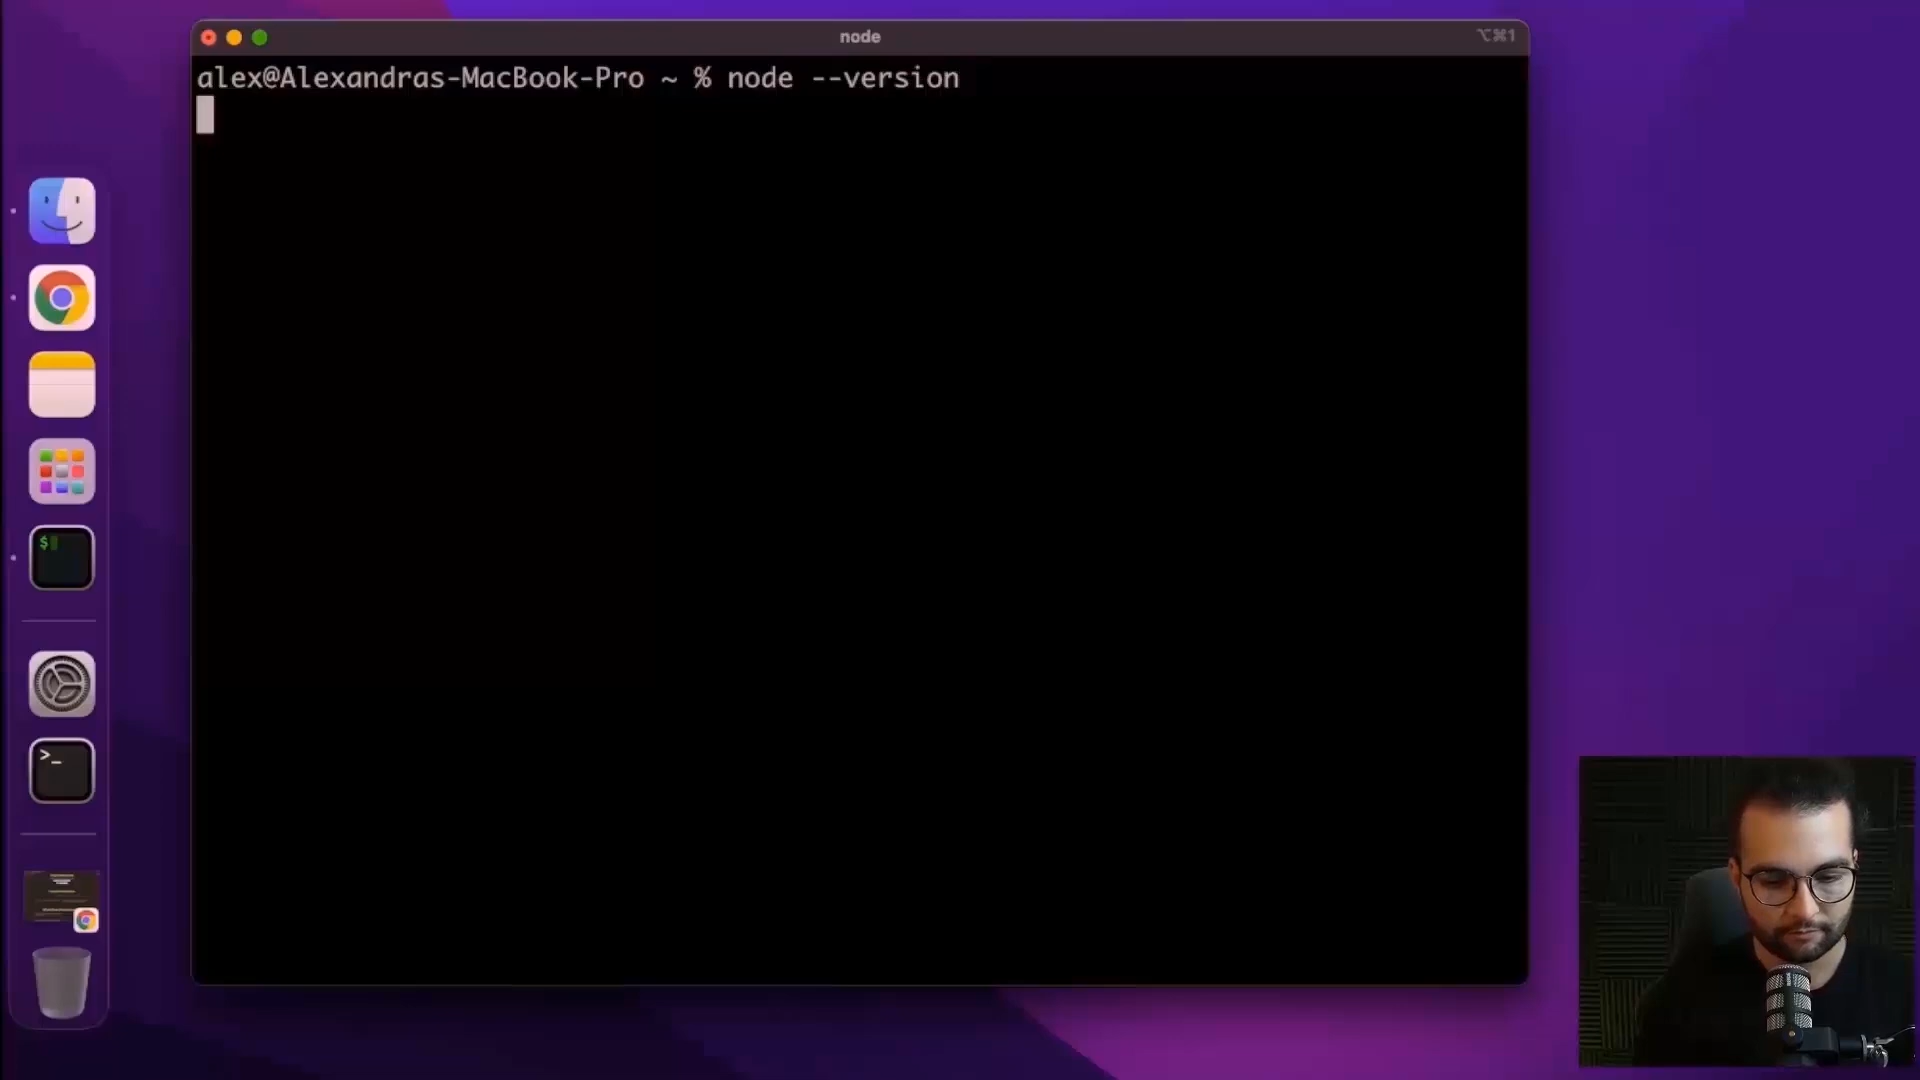 node
⌥⌘1
alex@Alexandras-MacBook-Pro ~ % node --version
$
>_